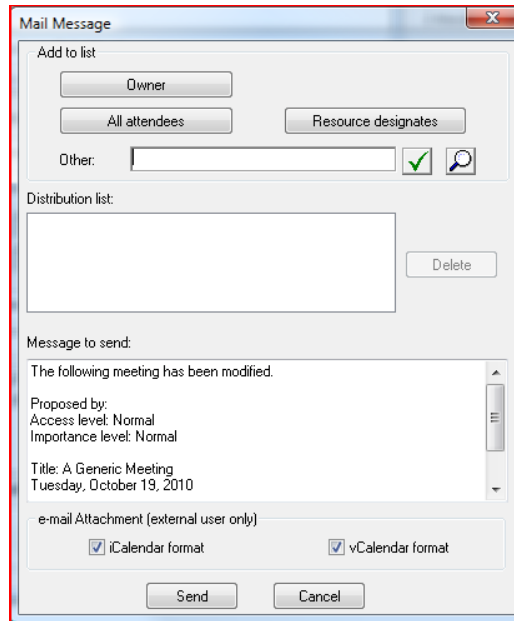 Mail Message
Add to list
Owner
All attendees
Resource designates
Other:
Distribution list:
Delete
Message to send:
The following meeting has been modified.
Proposed by:
Access level: Normal
Importance level: Normal
Title: A Generic Meeting
Tuesday, October 19, 2010
e-mail Attachment (external user only)
iCalendar format
vCalendar format
Send
Cancel